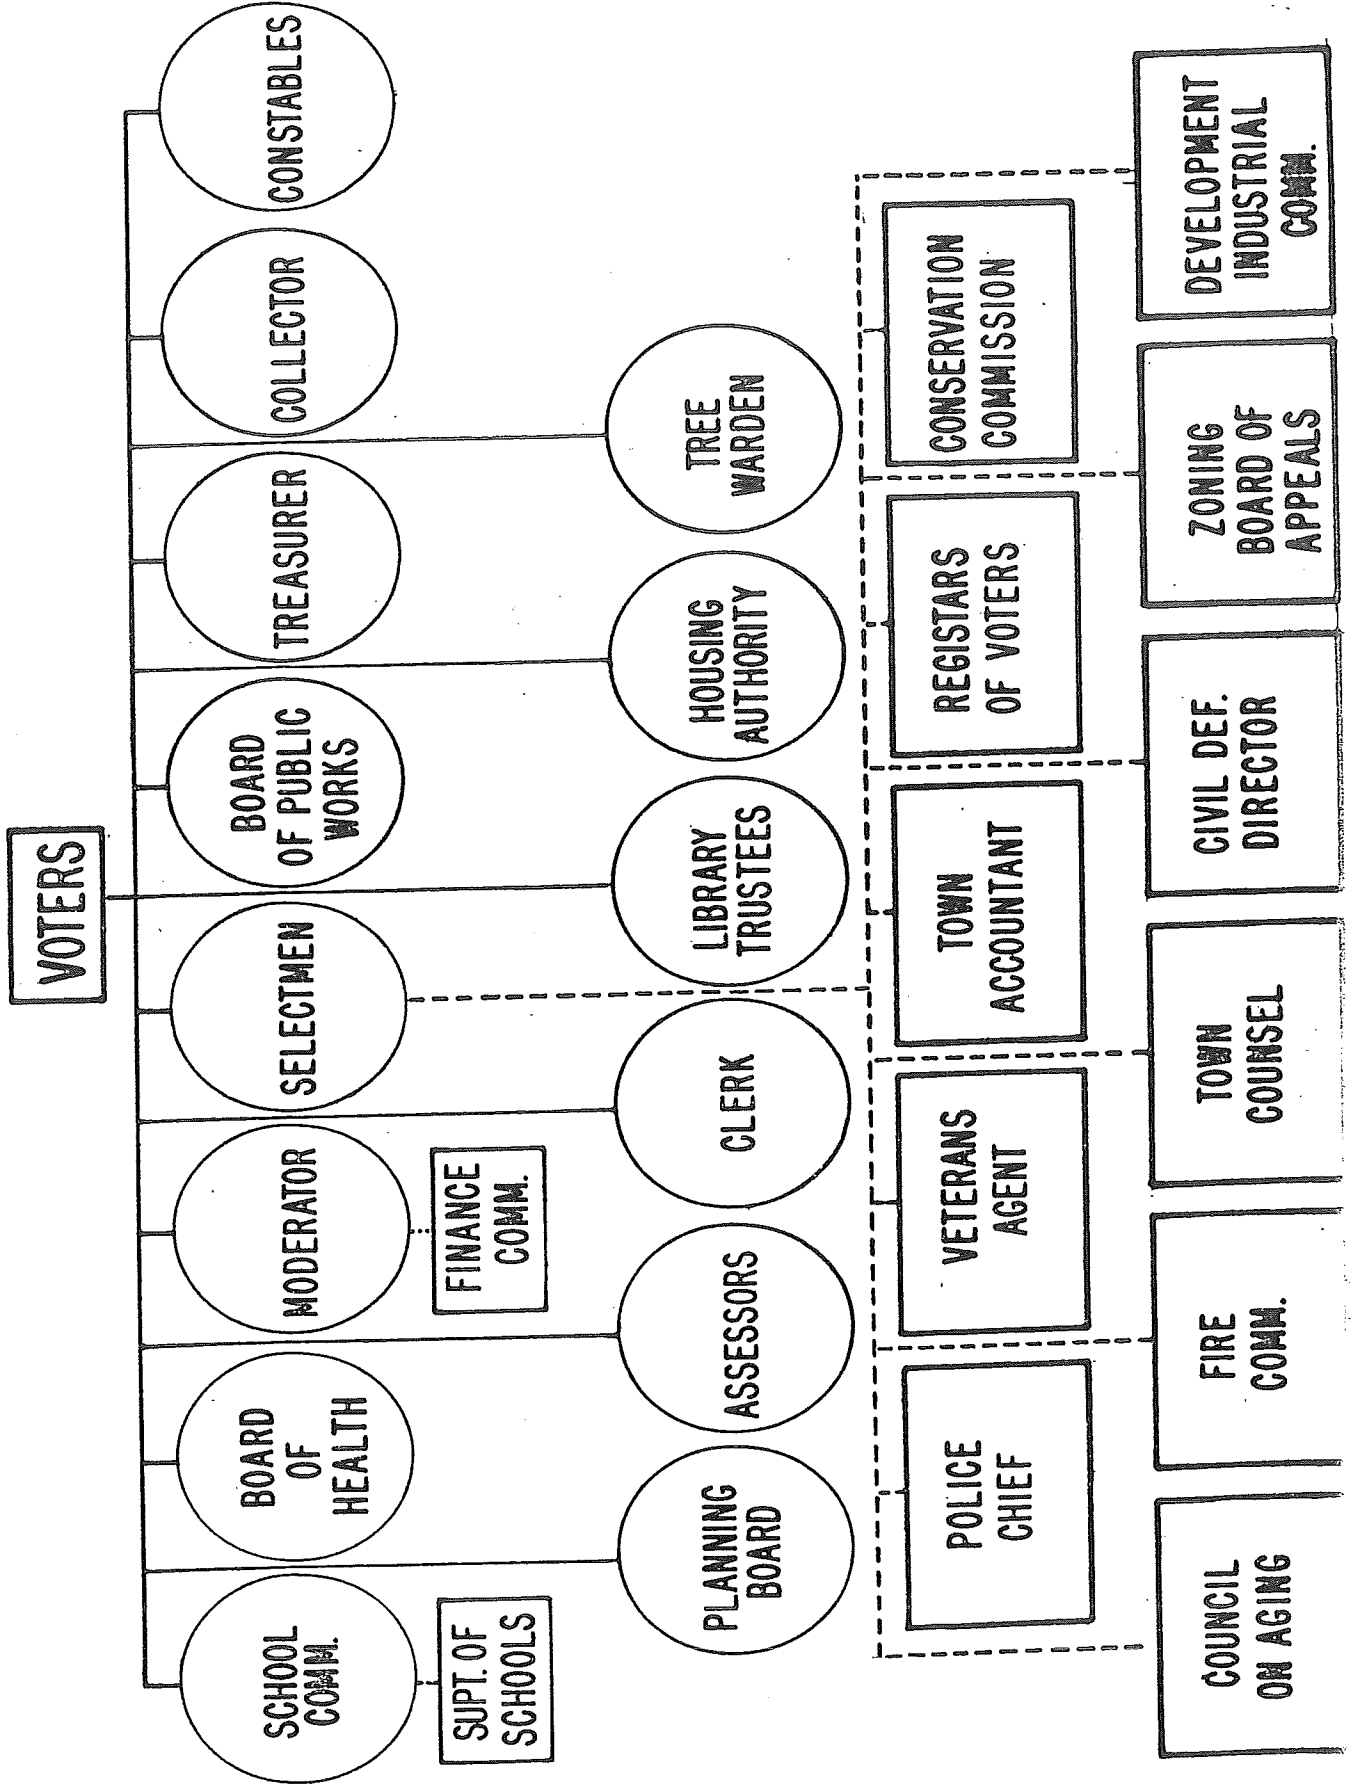 VOTERS
SCHOOL
COMM.
BOARD
OF
HEALTH
MODERATOR
SELECTMEN
BOARD
OF PUBLIC
WORKS
TREASURER
COLLECTOR
CONSTABLES
SUPT. OF
SCHOOLS
FINANCE
COMM.
PLANNING
BOARD
ASSESSORS
CLERK
LIBRARY
TRUSTEES
HOUSING
AUTHORITY
TREE
WARDEN
POLICE
CHIEF
VETERANS
AGENT
TOWN
ACCOUNTANT
REGISTARS
OF VOTERS
CONSERVATION
COMMISSION
COUNCIL
ON AGING
FIRE
COMM.
TOWN
COUNSEL
CIVIL DEF.
DIRECTOR
ZONING
BOARD OF
APPEALS
DEVELOPMENT
INDUSTRIAL
COMM.